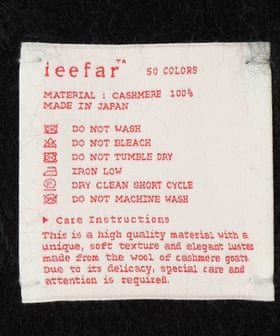 ieefar™ 50 COLORS
MATERIAL : CASHMERE 100%
MADE IN JAPAN
DO NOT WASH
DO NOT BLEACH
DO NOT TUMBLE DRY
IRON LOW
DRY CLEAN SHORT CYCLE
DO NOT MACHINE WASH
▶ Care Instructions
This is a high quality material with a
unique, soft texture and elegant luster
made from the wool of cashmere goats.
Due to its delicacy, special care and
attention is required.